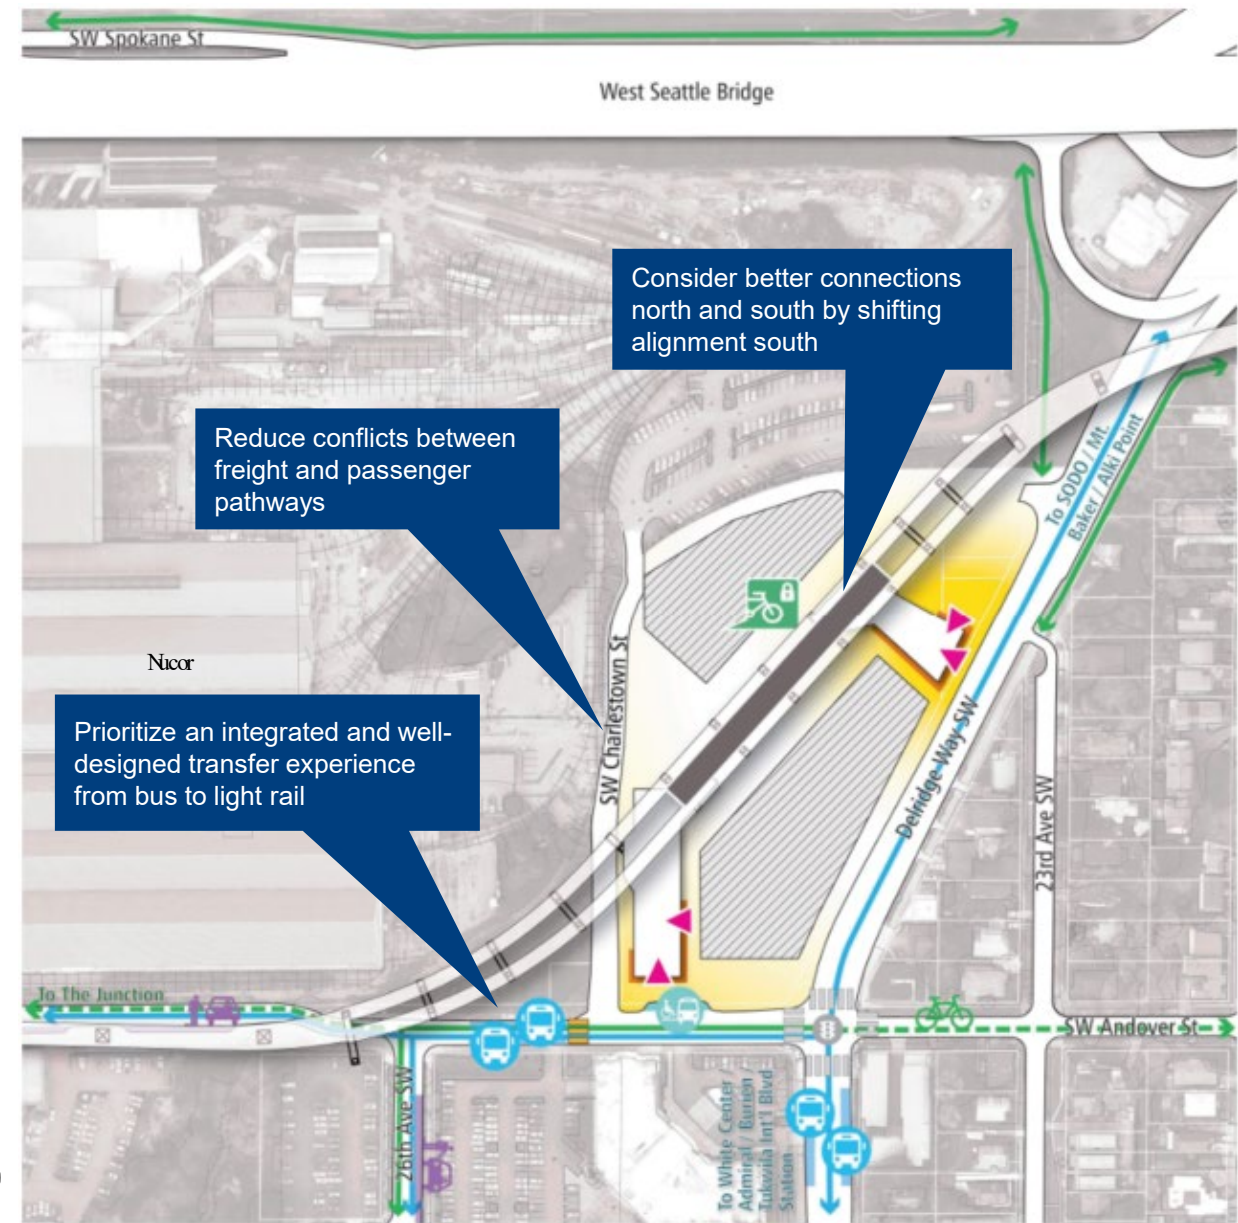 SW Spokane St
West Seattle Bridge
Consider better connections
north and south by shifting
alignment south
Reduce conflicts between
freight and passenger
pathways
To SODO / Mt.
Baker / Alki Point
Nucor
SW Charlestown St
Prioritize an integrated and well-
designed transfer experience
from bus to light rail
Delridge Way SW
23rd Ave SW
To The Junction
SW Andover St
26th Ave SW
To White Center /
Admiral / Burien /
Tukwila Int'l Blvd
Station